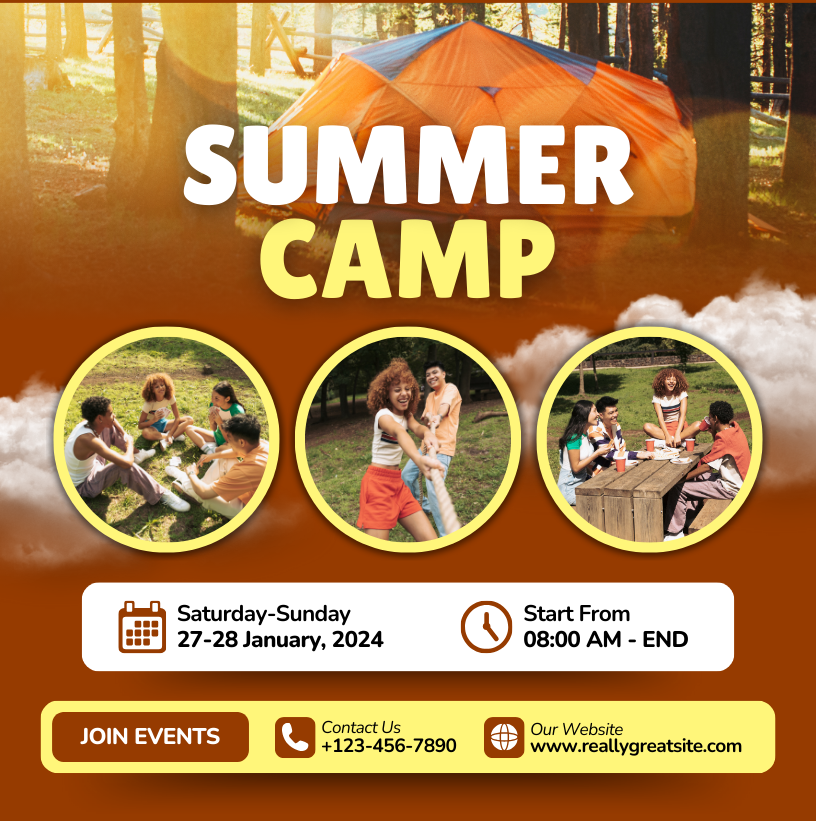 SUMMER
CAMP
Saturday-Sunday
27-28 January, 2024
Start From
08:00 AM - END
JOIN EVENTS
Contact Us
+123-456-7890
Our Website
www.reallygreatsite.com